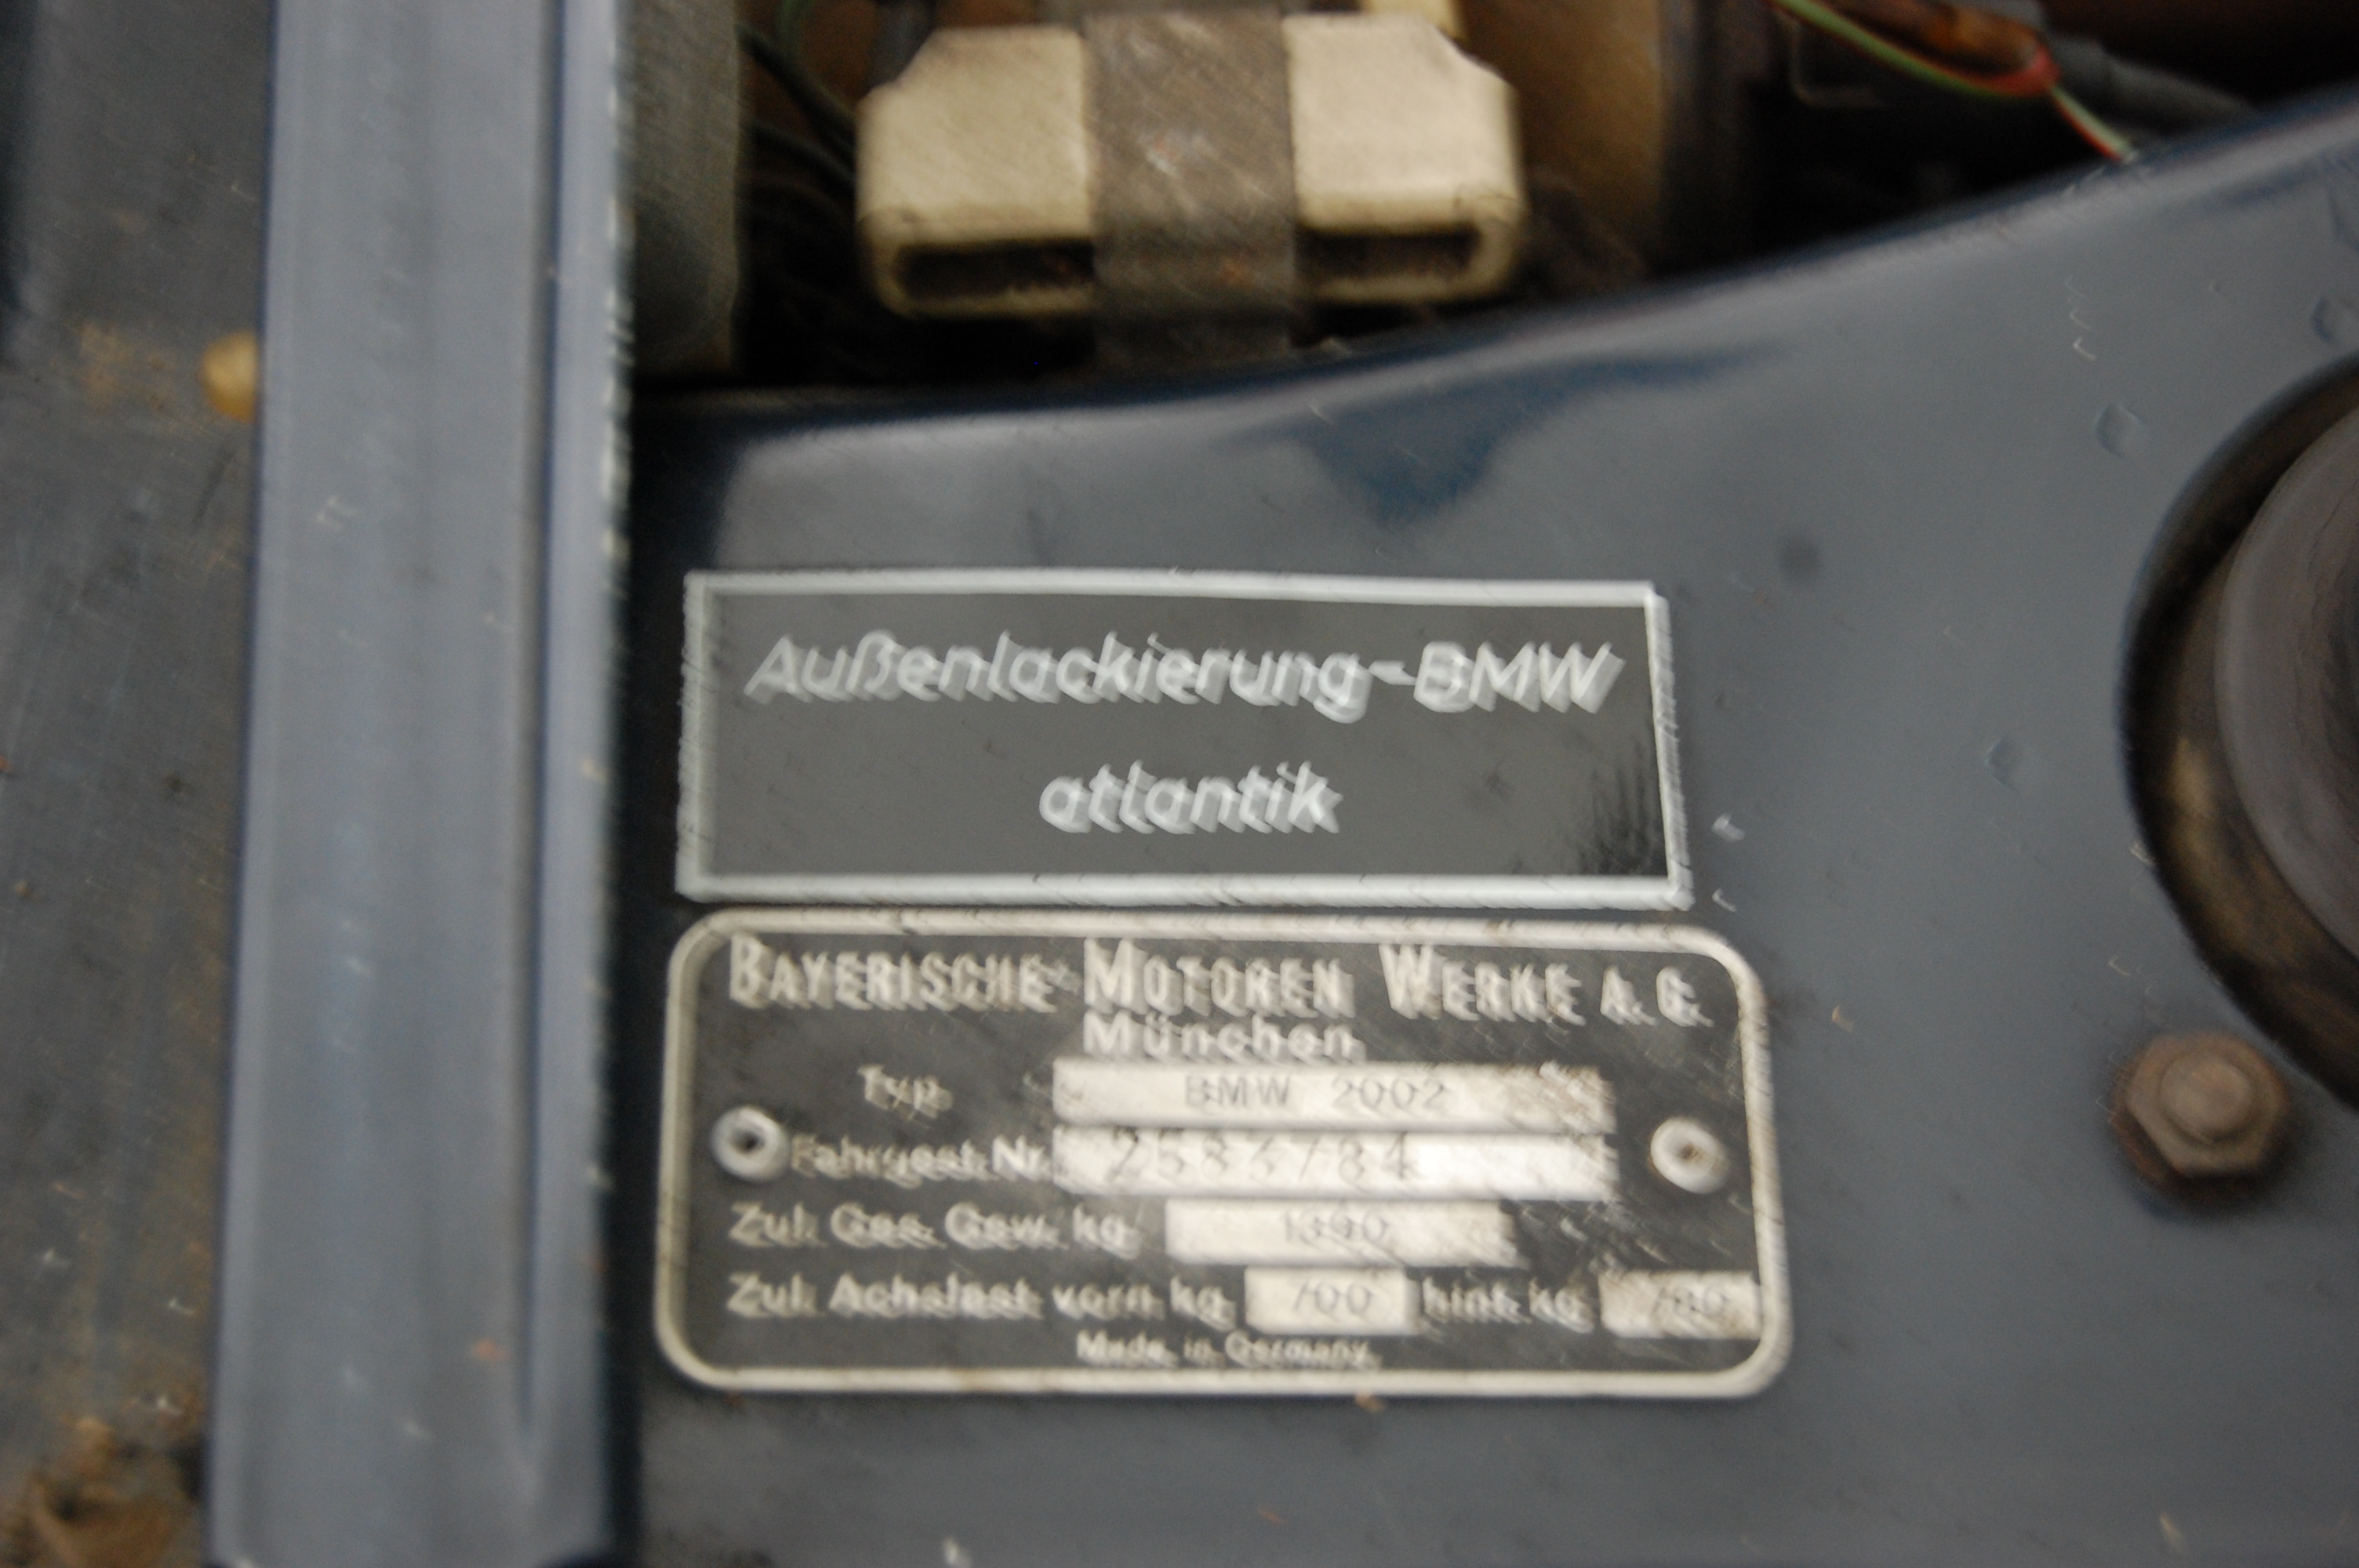 Außenlackierung-BMW
atlantik
BAYERISCHE MOTOREN WERKE A.G.
München
Typ BMW 2002
Fahrgest.Nr. 2583784
Zul. Ges. Gew. kg
Zul. Achslast vorn kg 700 hint. kg
Made in Germany